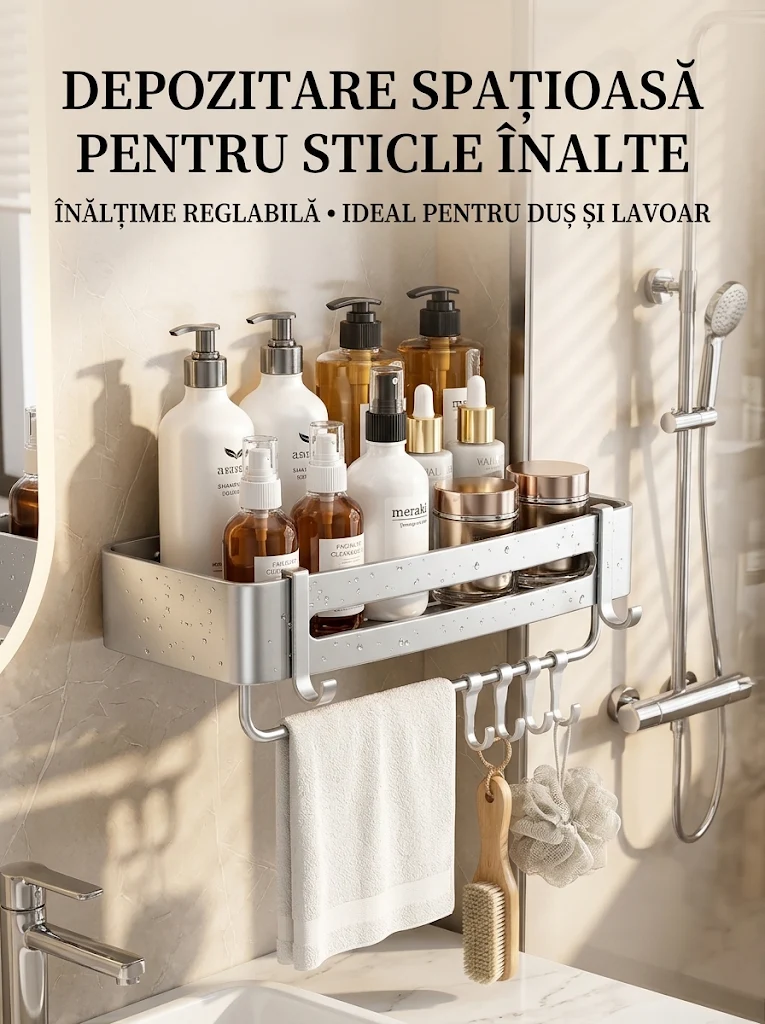 DEPOZITARE SPAȚIOASĂ
PENTRU STICLE ÎNALTE
ÎNĂLȚIME REGLABILĂ • IDEAL PENTRU DUȘ ȘI LAVOAR
meraki